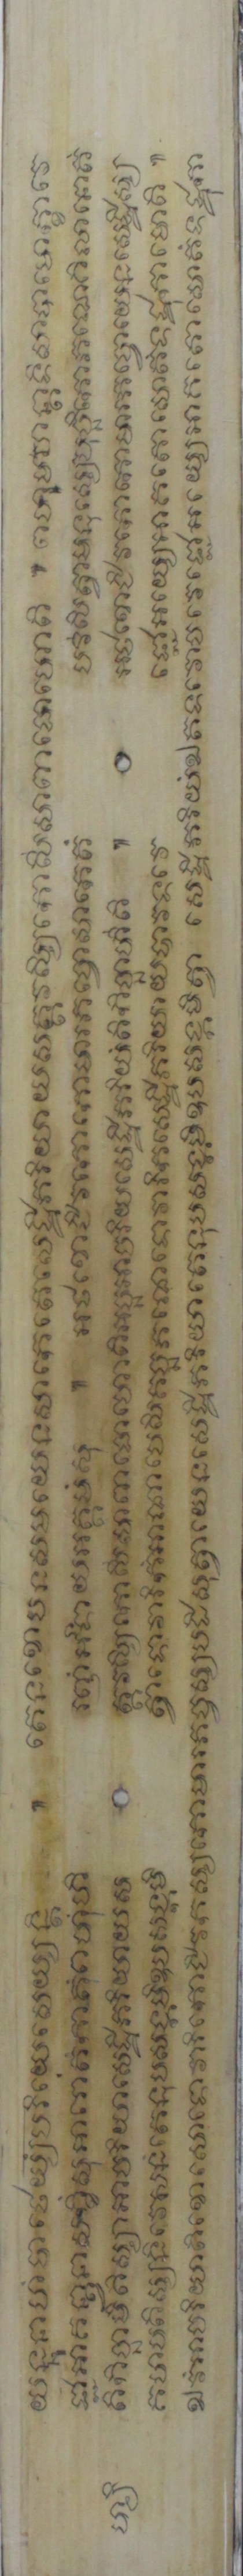 យន្នូនាហំបាថេយ្យំបរិយេសេយ្យន្តិ ៕ តេនខោបនសមយេនសាកេតេសេដ្ឋិភរិយាយសត្តវស្សិកោសីសាពាធោហោតិ ៕ ពហូមហន្តាទិសាបាមោក្ខាវេ
ជ្ជាអាគន្ត្វានាសក្ខិំសុអារោគំកាតុំពហុំហិ រញ្ញំអាទាយអគមំសុ ៕ អថខោជីវកោកោមារភច្ចោសាកេតំ បវិសិត្វាមនុស្សេបុច្ឆិកោភណេគិលានោកំ
តិកិច្ឆាមីតិឯស្សាអាចរិយាសេដ្ឋិភរិយាយស ត្តវស្សិកោសីសាពាធោហោតិគច្ឆអាចរិយសេដ្ឋិភរិយំតិកិច្ឆាហីតិ ៕ អថខោជីវកោកោមារភច្ចោយេនសេដ្ឋិស្ស
គហបតិស្សនិវេសនំតេនុបសង្កមិឧបសង្កមិ ត្វាទោវារិកំអាណាបេសិគច្ឆភណេទោវារិកសេដ្ឋិភរិយាយបាវទវេ ជ្ជោអយ្យេអាគតោសោតំទដ្ឋុកាមោតិ ៕
ឯវំអាចរិយាតិខោសោទោវារិកោជីវកស្សកោមារភច្ចស្សបដិសុត្វាយេនសេដ្ឋិភរិយាតេនុបសង្កមិឧបសង្កមិត្វា សេដ្ឋិភរិយំឯតទវោចវេជ្ជោអយ្យេអាគតោសោតំទដ្ឋុកា